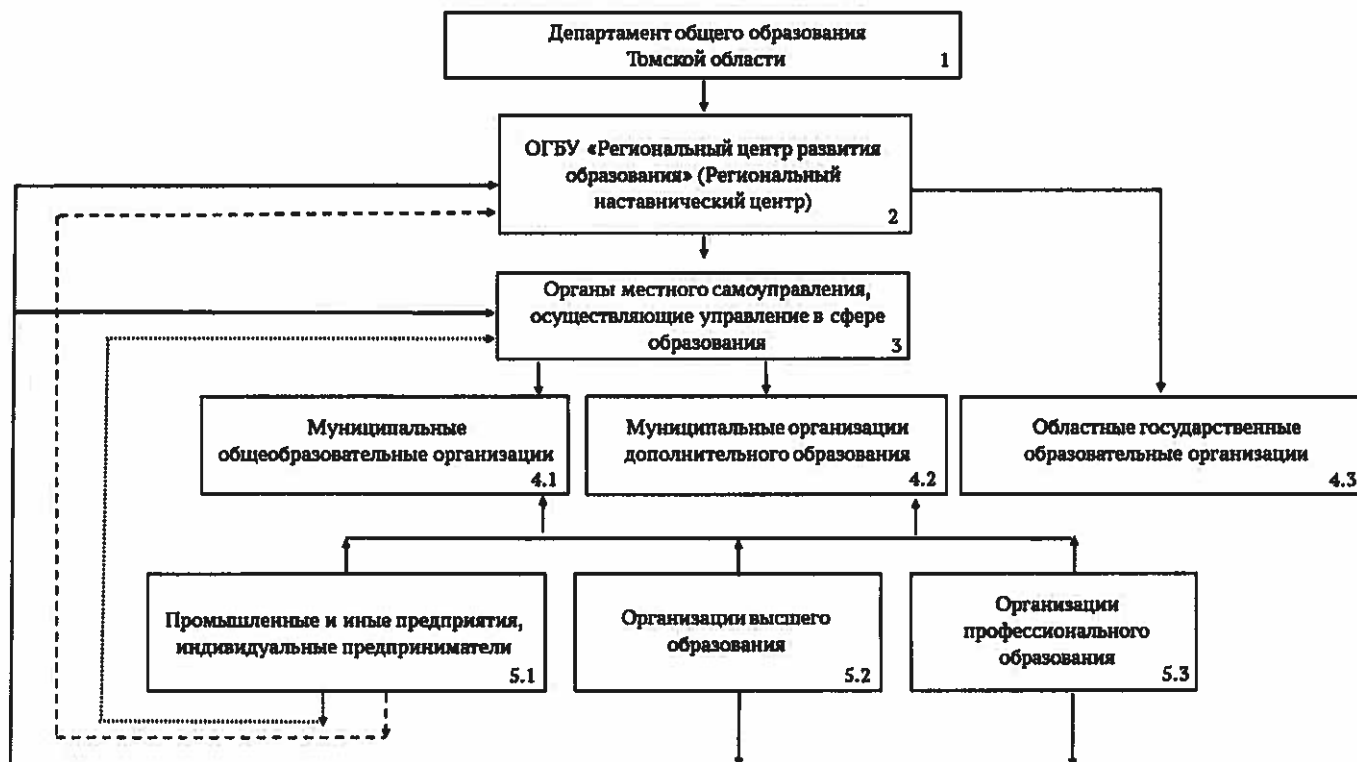 Департамент общего образования
Томской области
1
ОГБУ «Региональный центр развития
образования» (Региональный
наставнический центр)
2
Органы местного самоуправления,
осуществляющие управление в сфере
образования
3
Муниципальные
общеобразовательные организации
4.1
Муниципальные организации
дополнительного образования
4.2
Областные государственные
образовательные организации
4.3
Промышленные и иные предприятия,
индивидуальные предприниматели
5.1
Организации высшего
образования
5.2
Организации
профессионального
образования
5.3